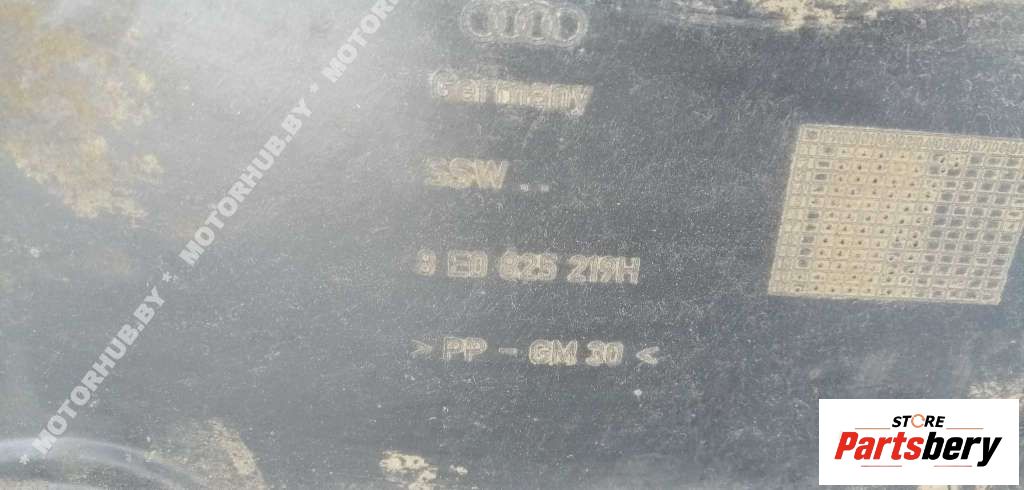 Germany
SSW . .
8 E0 825 219H
> PP - GM 30 <
* MOTORHUB.BY * MOTORHUB.BY * MOTORHUB.BY
STORE
Partsbery